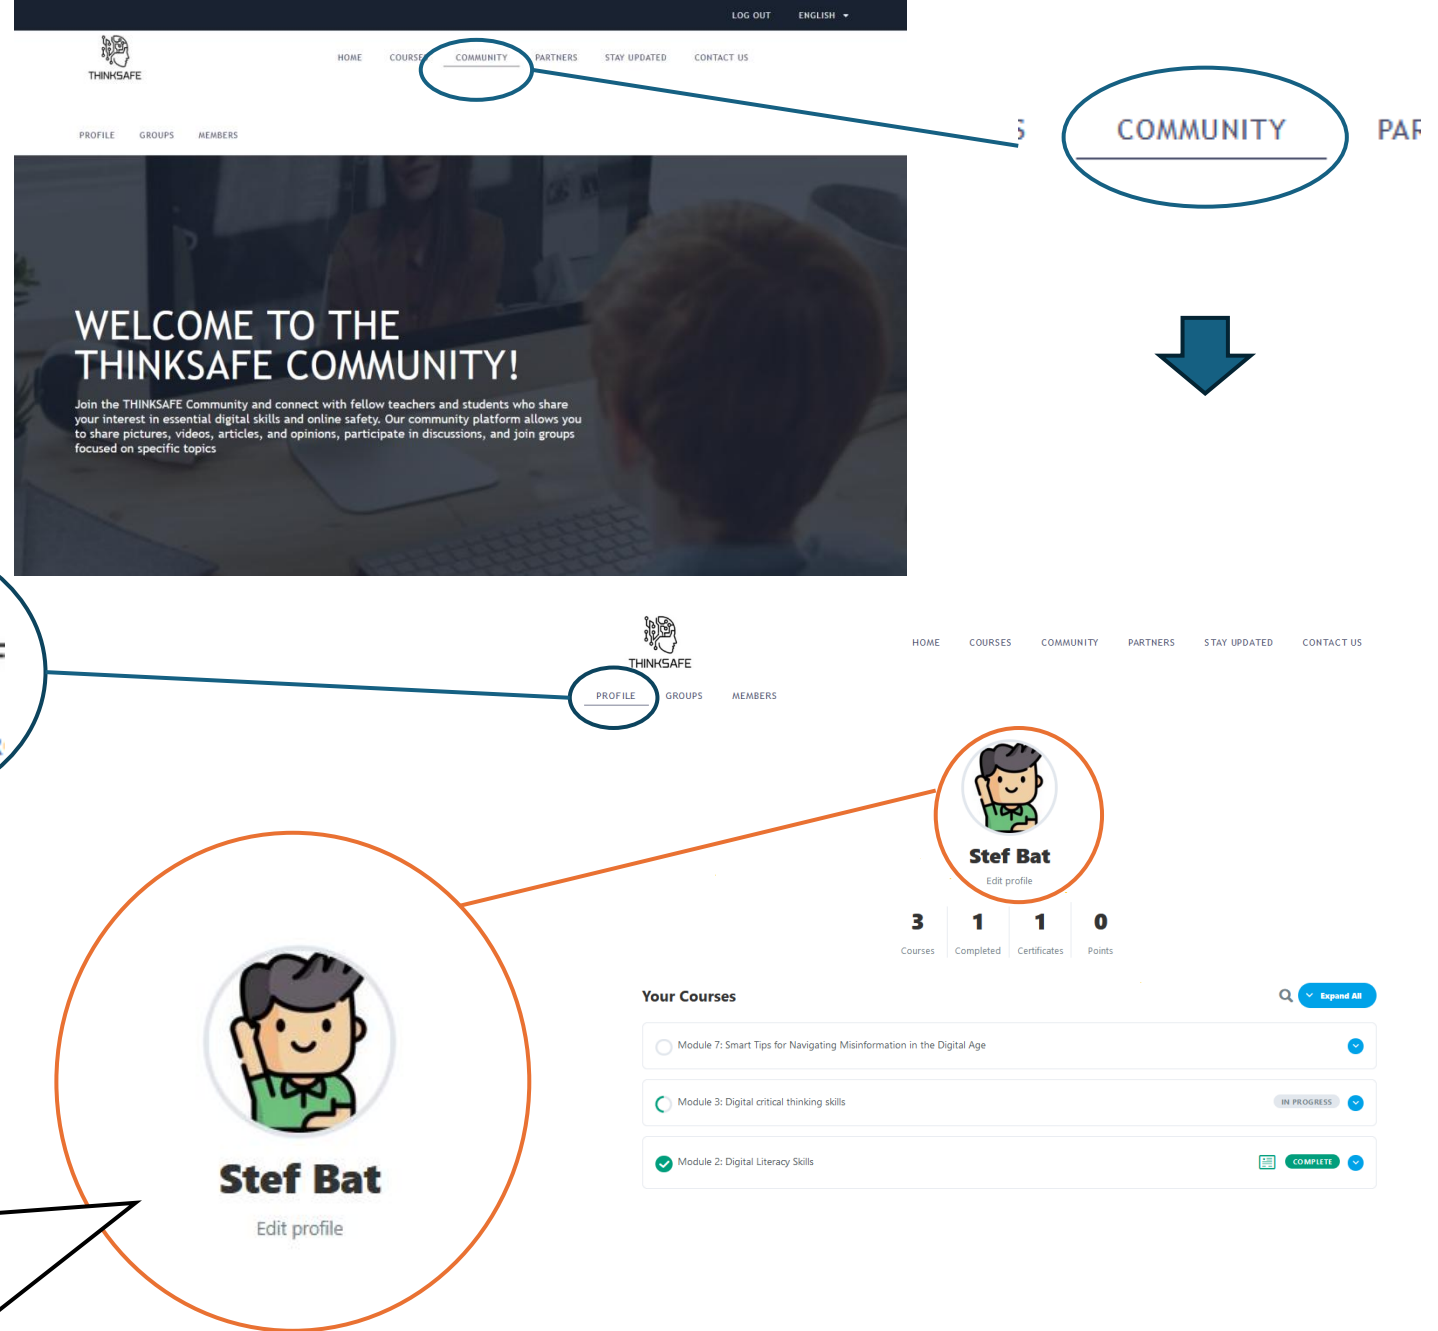 LOG OUT ENGLISH
THINKSAFE
HOME COURSES COMMUNITY PARTNERS STAY UPDATED CONTACT US
COMMUNITY
PROFILE GROUPS MEMBERS
WELCOME TO THE
THINKSAFE COMMUNITY!
Join the THINKSAFE Community and connect with fellow teachers and students who share
your interest in essential digital skills and online safety. Our community platform allows you
to share pictures, videos, articles, and opinions, participate in discussions, and join groups
focused on specific topics
THINKSAFE
HOME COURSES COMMUNITY PARTNERS STAY UPDATED CONTACT US
PROFILE GROUPS MEMBERS
Stef Bat
Edit profile
3 1 1 0
Courses Completed Certificates Points
Your Courses
Expand All
Module 7: Smart Tips for Navigating Misinformation in the Digital Age
Module 3: Digital critical thinking skills
IN PROGRESS
Module 2: Digital Literacy Skills
COMPLETE
Stef Bat
Edit profile